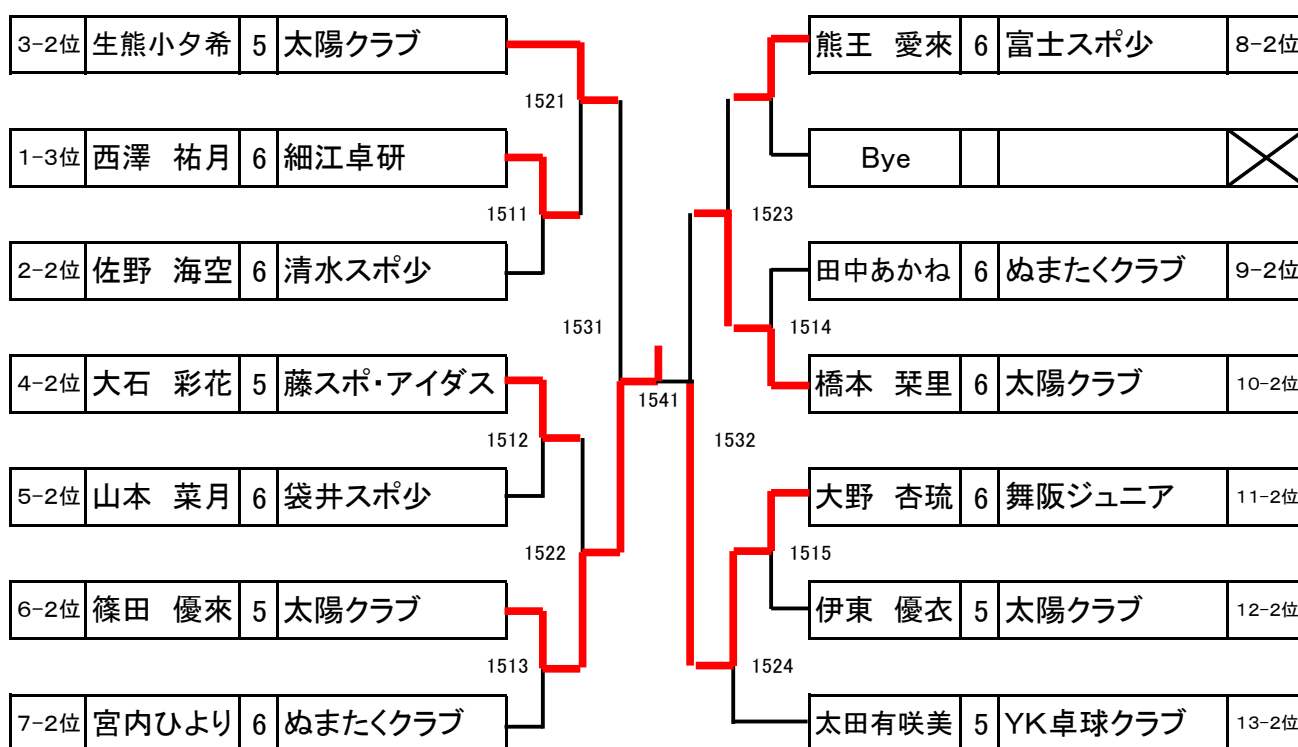 3-2位 生熊小夕希 5 太陽クラブ
1521
1-3位 西澤 祐月 6 細江卓研
1511
2-2位 佐野 海空 6 清水スポ少
1531
4-2位 大石 彩花 5 藤スポ・アイダス
1512
5-2位 山本 菜月 6 袋井スポ少
1522
6-2位 篠田 優來 5 太陽クラブ
1513
7-2位 宮内ひより 6 ぬまたくクラブ
1541
熊王 愛來 6 富士スポ少 8-2位
Bye
1523
田中あかね 6 ぬまたくクラブ 9-2位
1514
橋本 栞里 6 太陽クラブ 10-2位
1532
大野 杏琉 6 舞阪ジュニア 11-2位
1515
伊東 優衣 5 太陽クラブ 12-2位
1524
太田有咲美 5 YK卓球クラブ 13-2位